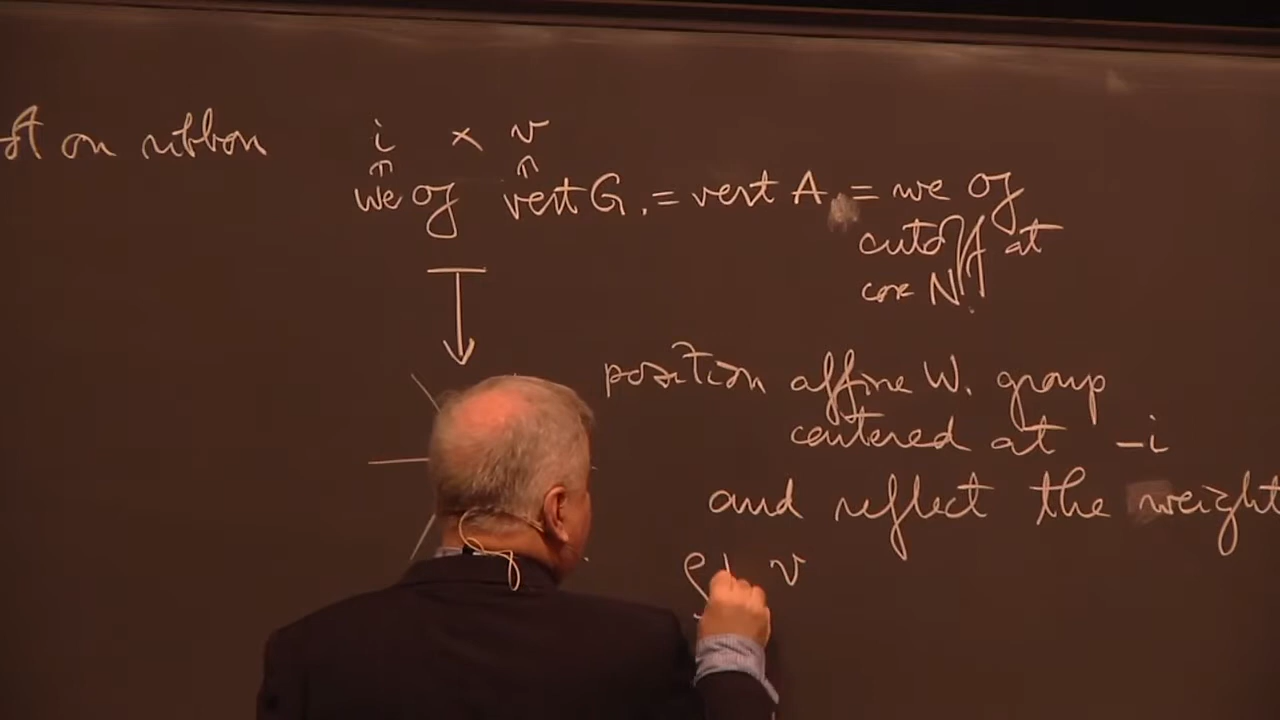 on ribbon i × v
we of vert G. = vert A = we of
cutoff at
cox N.
position affine W. group
centered at -i
and reflect the weight
v